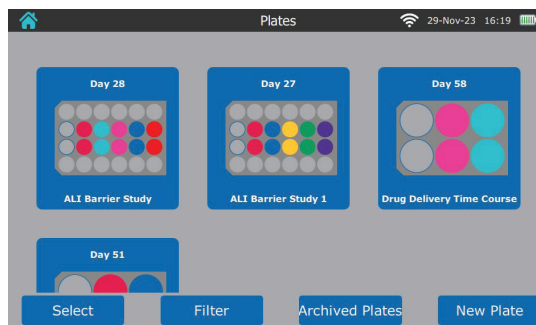 Plates
29-Nov-23 16:19
Day 28
ALI Barrier Study
Day 27
ALI Barrier Study 1
Day 58
Drug Delivery Time Course
Day 51
Select
Filter
Archived Plates
New Plate